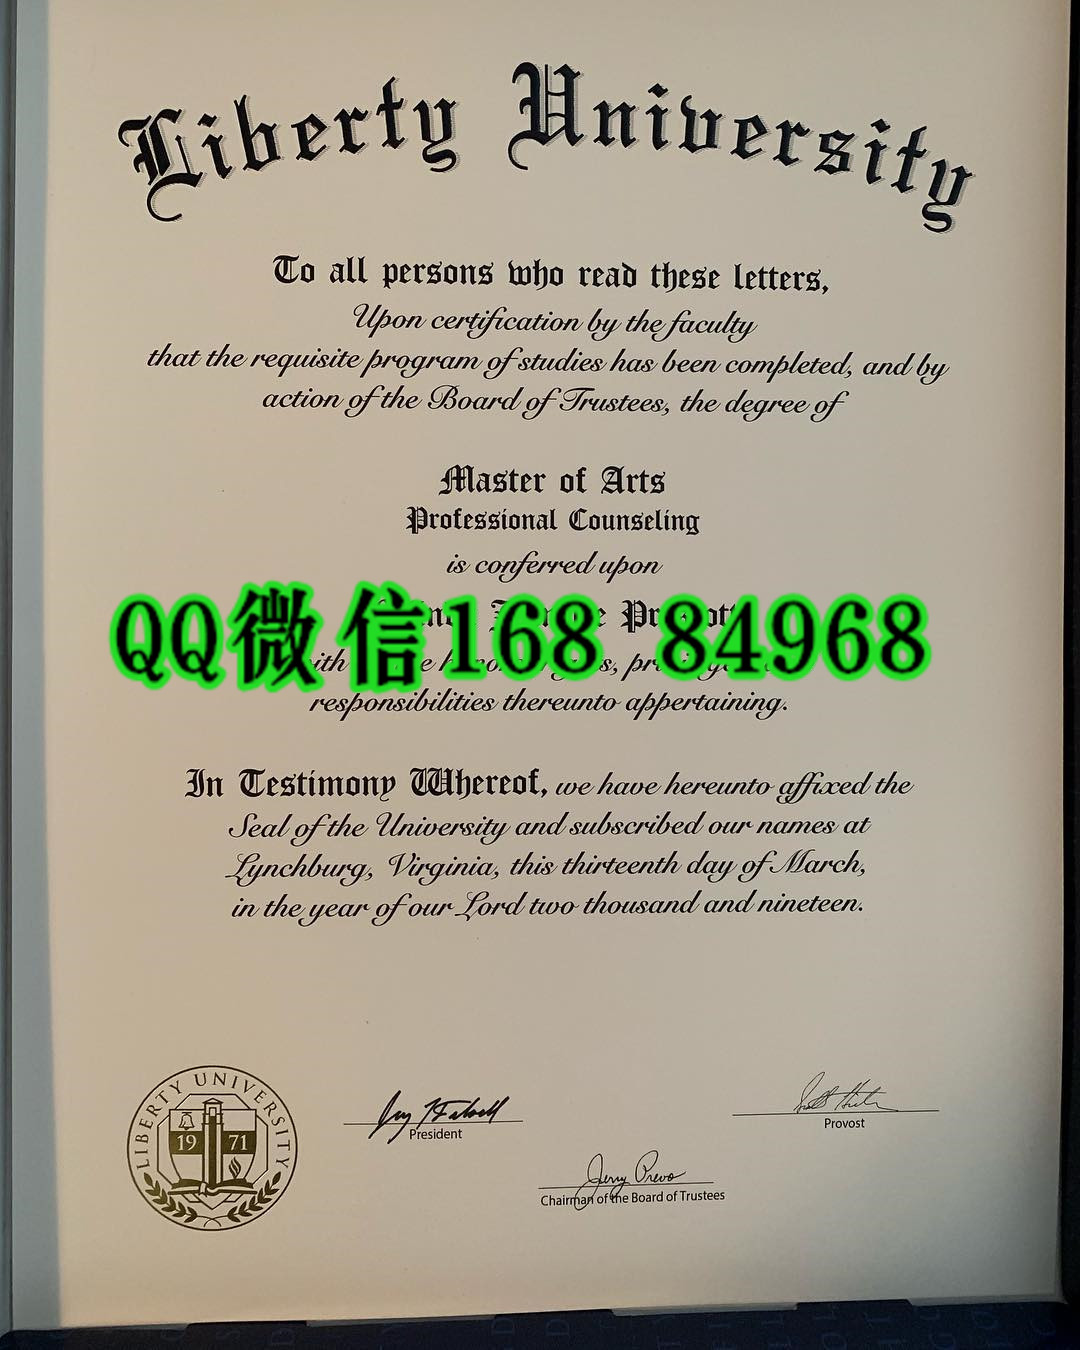 Liberty University
To all persons who read these letters,
Upon certification by the faculty
that the requisite program of studies has been completed, and by
action of the Board of Trustees, the degree of
Master of Arts
Professional Counseling
is conferred upon
QQ微信168 84968
responsibilities thereunto appertaining.
In Testimony Whereof, we have hereunto affixed the
Seal of the University and subscribed our names at
Lynchburg, Virginia, this thirteenth day of March,
in the year of our Lord two thousand and nineteen.
LIBERTY UNIVERSITY
19 71
President
Provost
Jerry Prevo
Chairman of the Board of Trustees